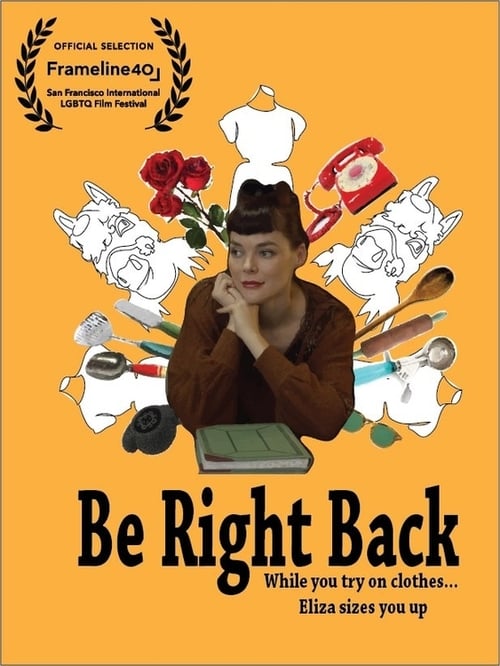 OFFICIAL SELECTION
Frameline40
San Francisco International
LGBTQ Film Festival
Be Right Back
While you try on clothes...
Eliza sizes you up